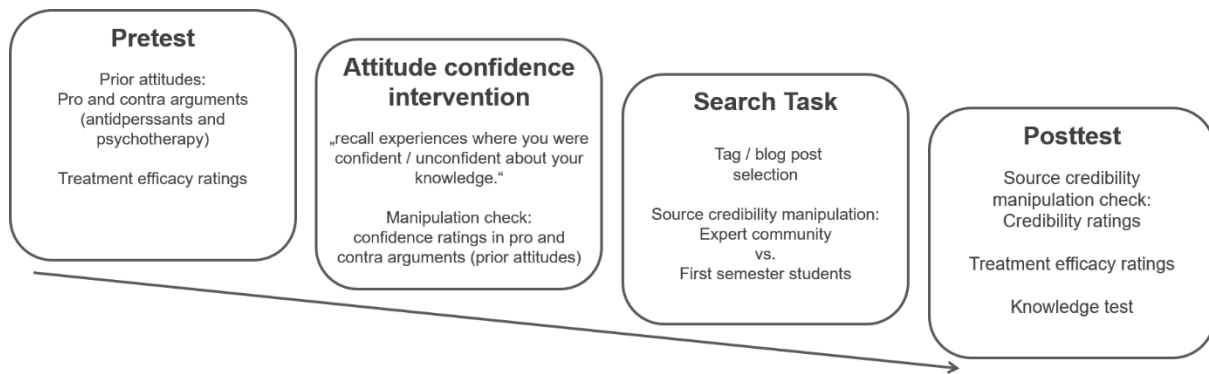 Pretest
Prior attitudes:
Pro and contra arguments
(antidperssants and
psychotherapy)
Treatment efficacy ratings
Attitude confidence
intervention
„recall experiences where you were
confident / unconfident about your
knowledge.“
Manipulation check:
confidence ratings in pro and
contra arguments (prior attitudes)
Search Task
Tag / blog post
selection
Source credibility manipulation:
Expert community
vs.
First semester students
Posttest
Source credibility
manipulation check:
Credibility ratings
Treatment efficacy ratings
Knowledge test